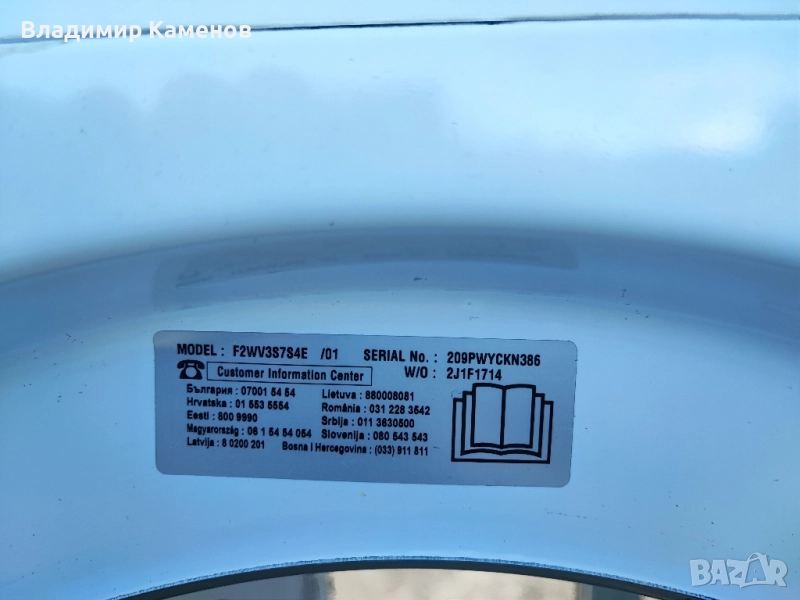 Владимир Каменов
MODEL : F2WV3S7S4E /01 SERIAL No. : 209PWYCKN386
W/O : 2J1F1714
Customer Information Center
България : 07001 54 54
Hrvatska : 01 553 5554
Eesti : 800 9990
Magyarország : 06 1 54 54 054
Latvija : 8 0200 201
Lietuva : 880008081
România : 031 228 3542
Srbija : 011 3630500
Slovenija : 080 543 543
Bosna i Hercegovina : (033) 911 811
BAZAR